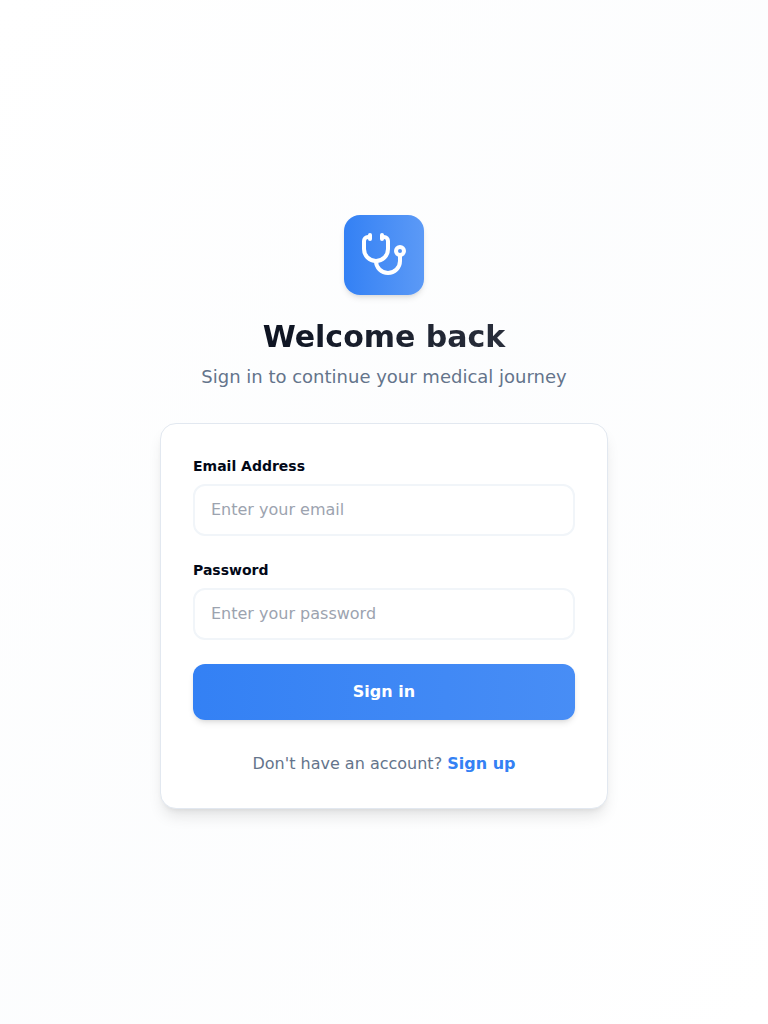 Welcome back
Sign in to continue your medical journey
Email Address
Enter your email
Password
Enter your password
Sign in
Don't have an account? Sign up